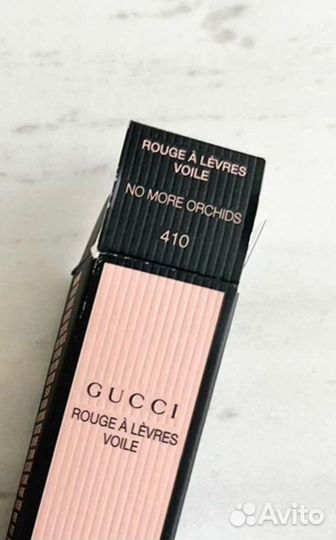 ROUGE À LÈVRES
VOILE
NO MORE ORCHIDS
410
GUCCI
ROUGE À LÈVRES
VOILE
Avito